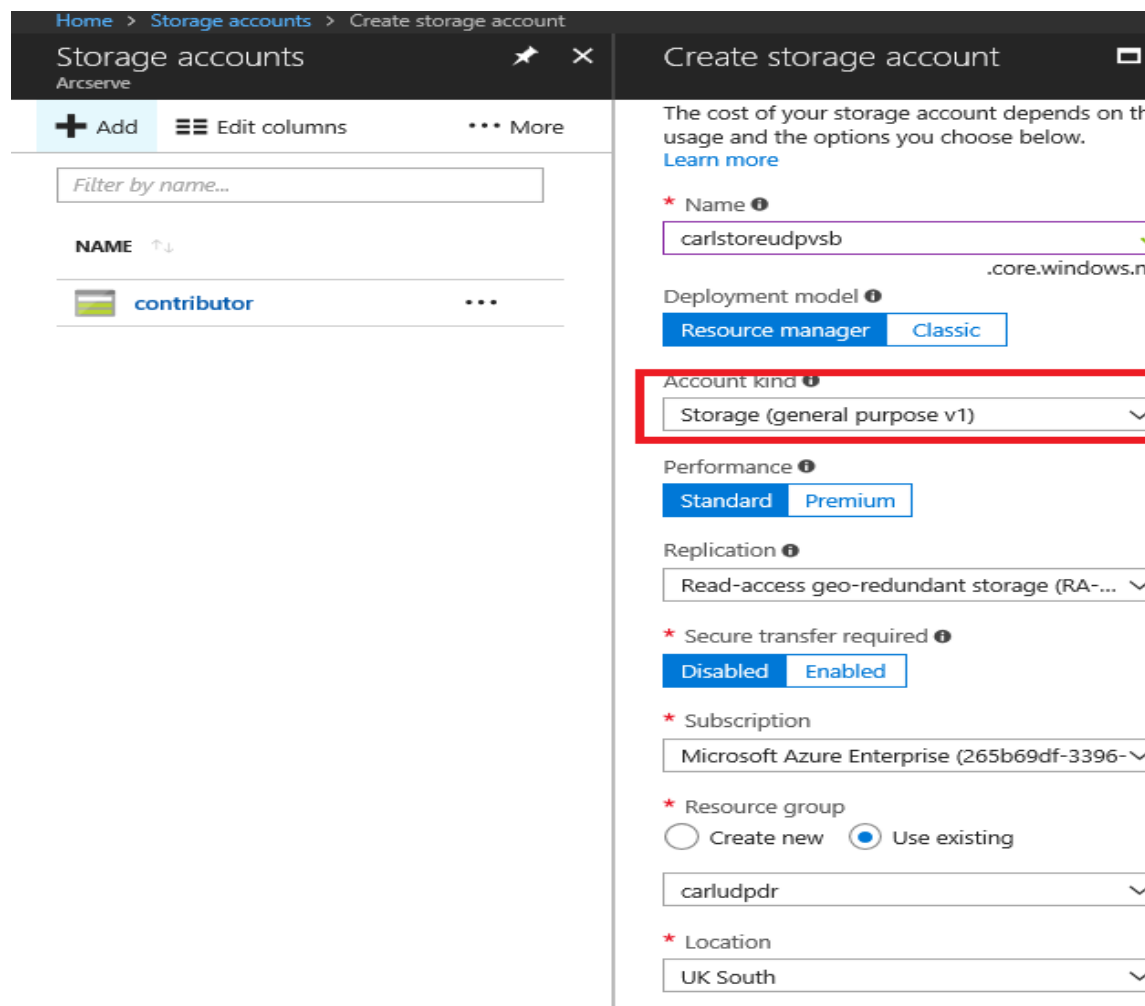 Home > Storage accounts > Create storage account
Storage accounts
Arcserve
Add
Edit columns
••• More
Filter by name...
NAME
contributor
•••
Create storage account
The cost of your storage account depends on th
usage and the options you choose below.
Learn more
* Name
carlstoreudpvsb
.core.windows.n
Deployment model
Resource manager
Classic
Account kind
Storage (general purpose v1)
Performance
Standard
Premium
Replication
Read-access geo-redundant storage (RA-...
* Secure transfer required
Disabled
Enabled
* Subscription
Microsoft Azure Enterprise (265b69df-3396-
* Resource group
Create new
Use existing
carludpdr
* Location
UK South